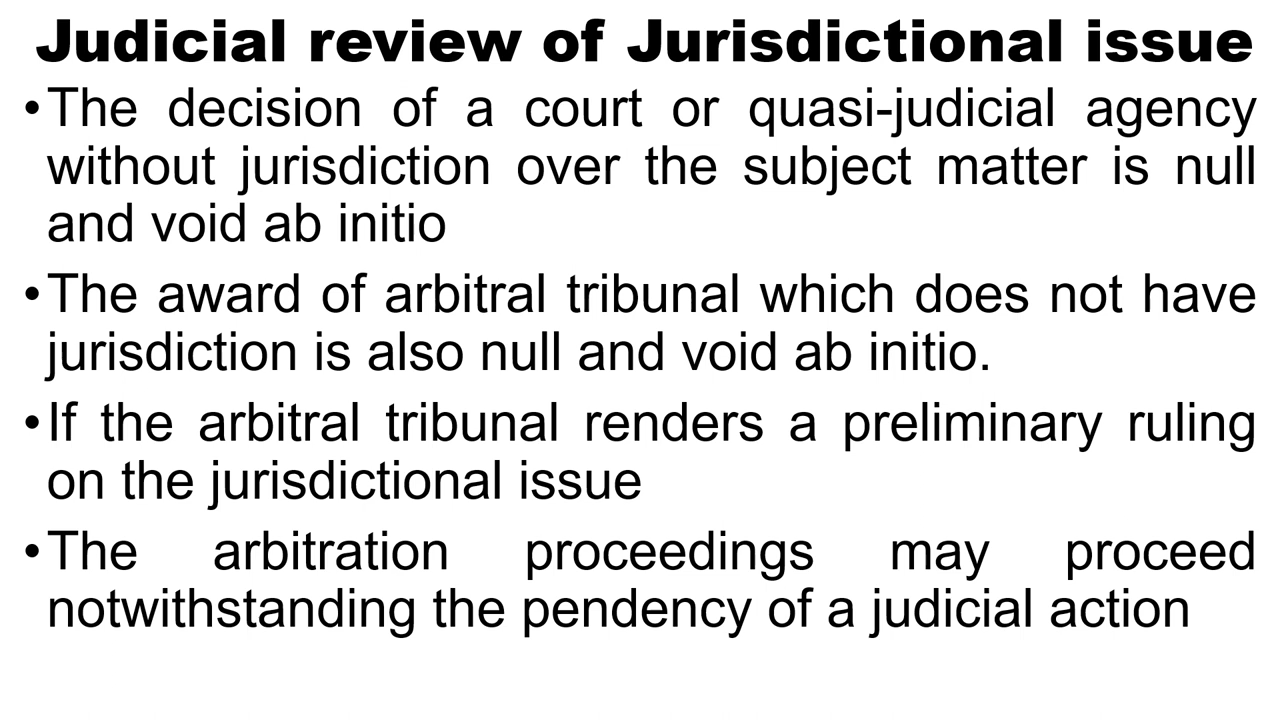 Judicial review of Jurisdictional issue
•The decision of a court or quasi-judicial agency
without jurisdiction over the subject matter is null
and void ab initio
•The award of arbitral tribunal which does not have
jurisdiction is also null and void ab initio.
•If the arbitral tribunal renders a preliminary ruling
on the jurisdictional issue
•The arbitration proceedings may proceed
notwithstanding the pendency of a judicial action